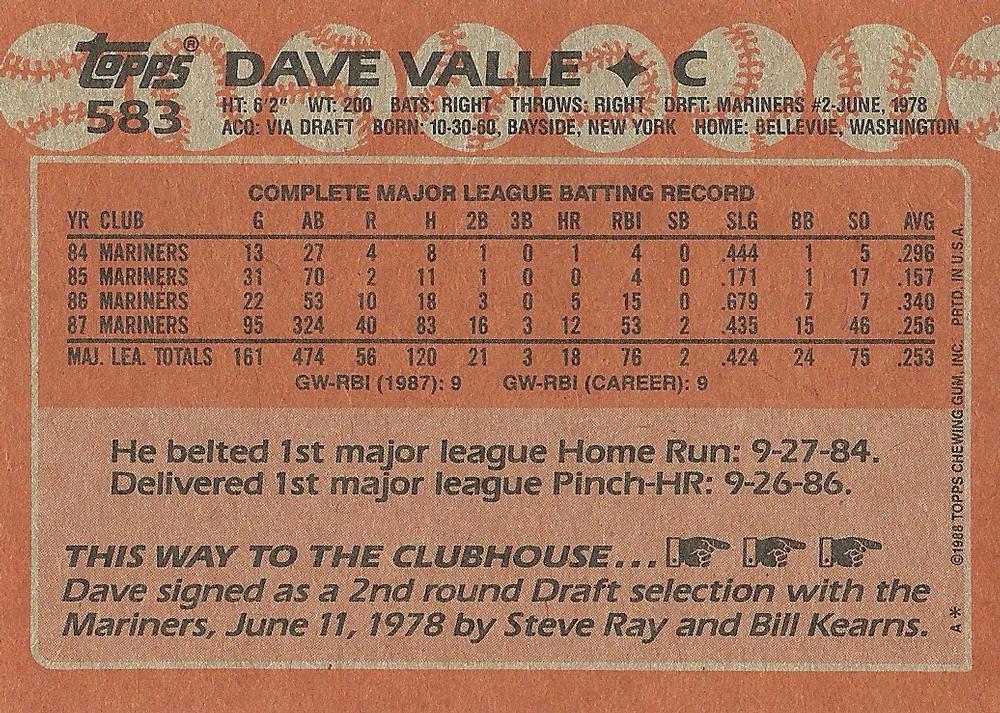 topps® DAVE VALLE ✦ C
583
HT: 6'2" WT: 200 BATS: RIGHT THROWS: RIGHT DRFT: MARINERS #2-JUNE, 1978
ACQ: VIA DRAFT BORN: 10-30-60, BAYSIDE, NEW YORK HOME: BELLEVUE, WASHINGTON
COMPLETE MAJOR LEAGUE BATTING RECORD
YR CLUB G AB R H 2B 3B HR RBI SB SLG BB SO AVG
84 MARINERS 13 27 4 8 1 0 1 4 0 .444 1 5 .296
85 MARINERS 31 70 2 11 1 0 0 4 0 .171 1 17 .157
86 MARINERS 22 53 10 18 3 0 5 15 0 .679 7 7 .340
87 MARINERS 95 324 40 83 16 3 12 53 2 .435 15 46 .256
MAJ. LEA. TOTALS 161 474 56 120 21 3 18 76 2 .424 24 75 .253
GW-RBI (1987): 9 GW-RBI (CAREER): 9
He belted 1st major league Home Run: 9-27-84.
Delivered 1st major league Pinch-HR: 9-26-86.
THIS WAY TO THE CLUBHOUSE...
Dave signed as a 2nd round Draft selection with the
Mariners, June 11, 1978 by Steve Ray and Bill Kearns.
A* ©1988 TOPPS CHEWING GUM, INC. PRTD. IN U.S.A.